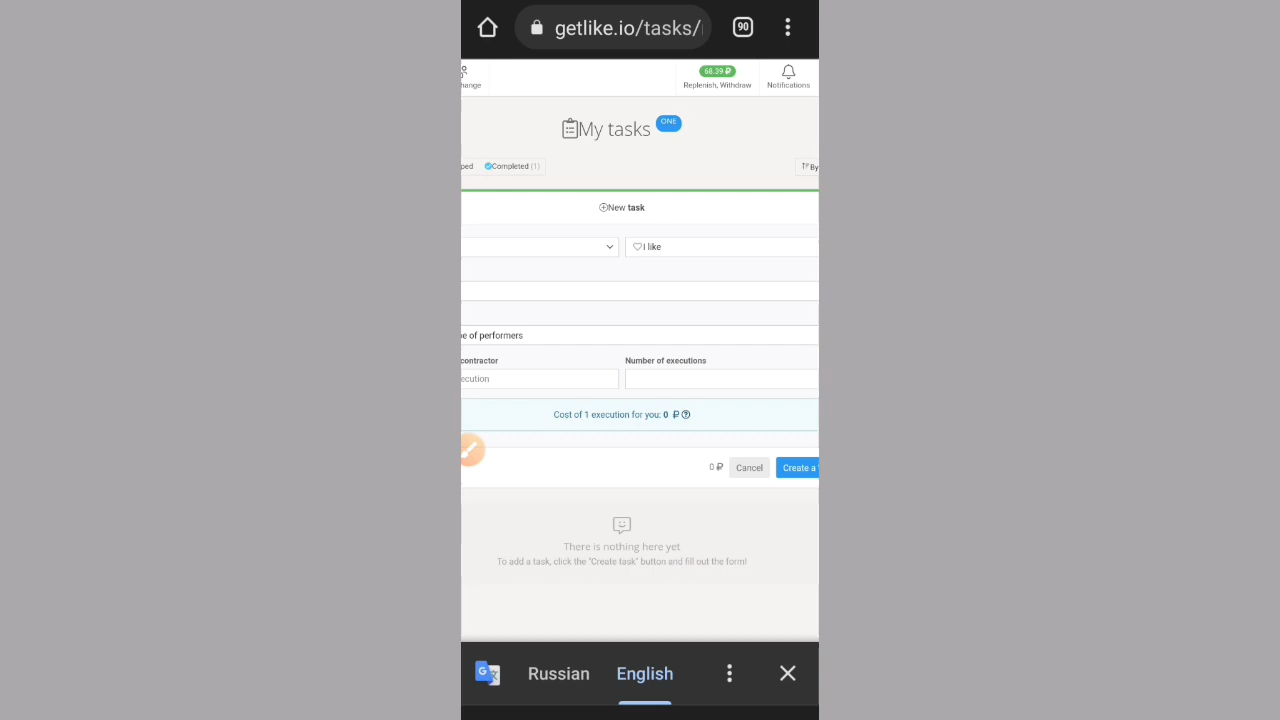 getlike.io/tasks/
90
68.39 ₽
Replenish, Withdraw
Notifications
My tasks
ONE
Completed (1)
By
New task
I like
of performers
contractor
Number of executions
Cost of 1 execution for you: 0 ₽
0 ₽
Cancel
Create a
There is nothing here yet
To add a task, click the "Create task" button and fill out the form!
Russian
English